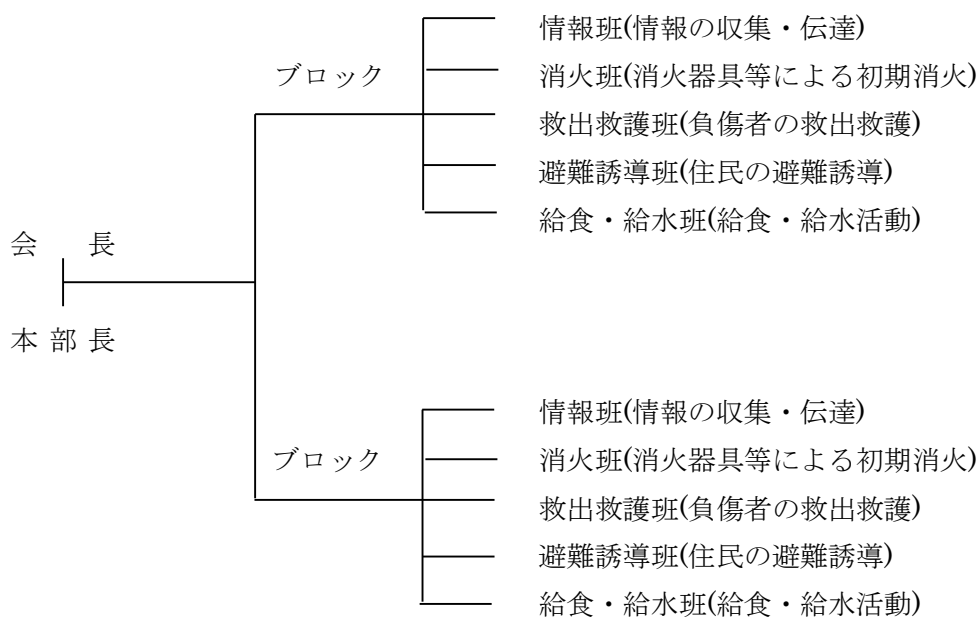 情報班(情報の収集・伝達)
ブロック
消火班(消火器具等による初期消火)
救出救護班(負傷者の救出救護)
避難誘導班(住民の避難誘導)
給食・給水班(給食・給水活動)
会 長
本 部 長
情報班(情報の収集・伝達)
ブロック
消火班(消火器具等による初期消火)
救出救護班(負傷者の救出救護)
避難誘導班(住民の避難誘導)
給食・給水班(給食・給水活動)